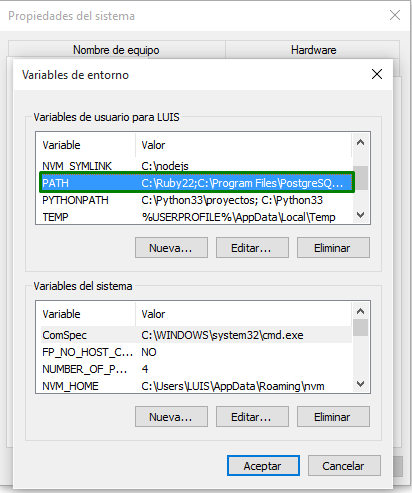 Propiedades del sistema
Nombre de equipo Hardware
Variables de entorno
Variables de usuario para LUIS
Variable Valor
NVM_SYMLINK C:\nodejs
PATH C:\Ruby22;C:\Program Files\PostgreSQ...
PYTHONPATH C:\Python33\proyectos; C:\Python33
TEMP %USERPROFILE%\AppData\Local\Temp
Nueva... Editar... Eliminar
Variables del sistema
Variable Valor
ComSpec C:\WINDOWS\system32\cmd.exe
FP_NO_HOST_C... NO
NUMBER_OF_P... 4
NVM_HOME C:\Users\LUIS\AppData\Roaming\nvm
Nueva... Editar... Eliminar
Aceptar Cancelar